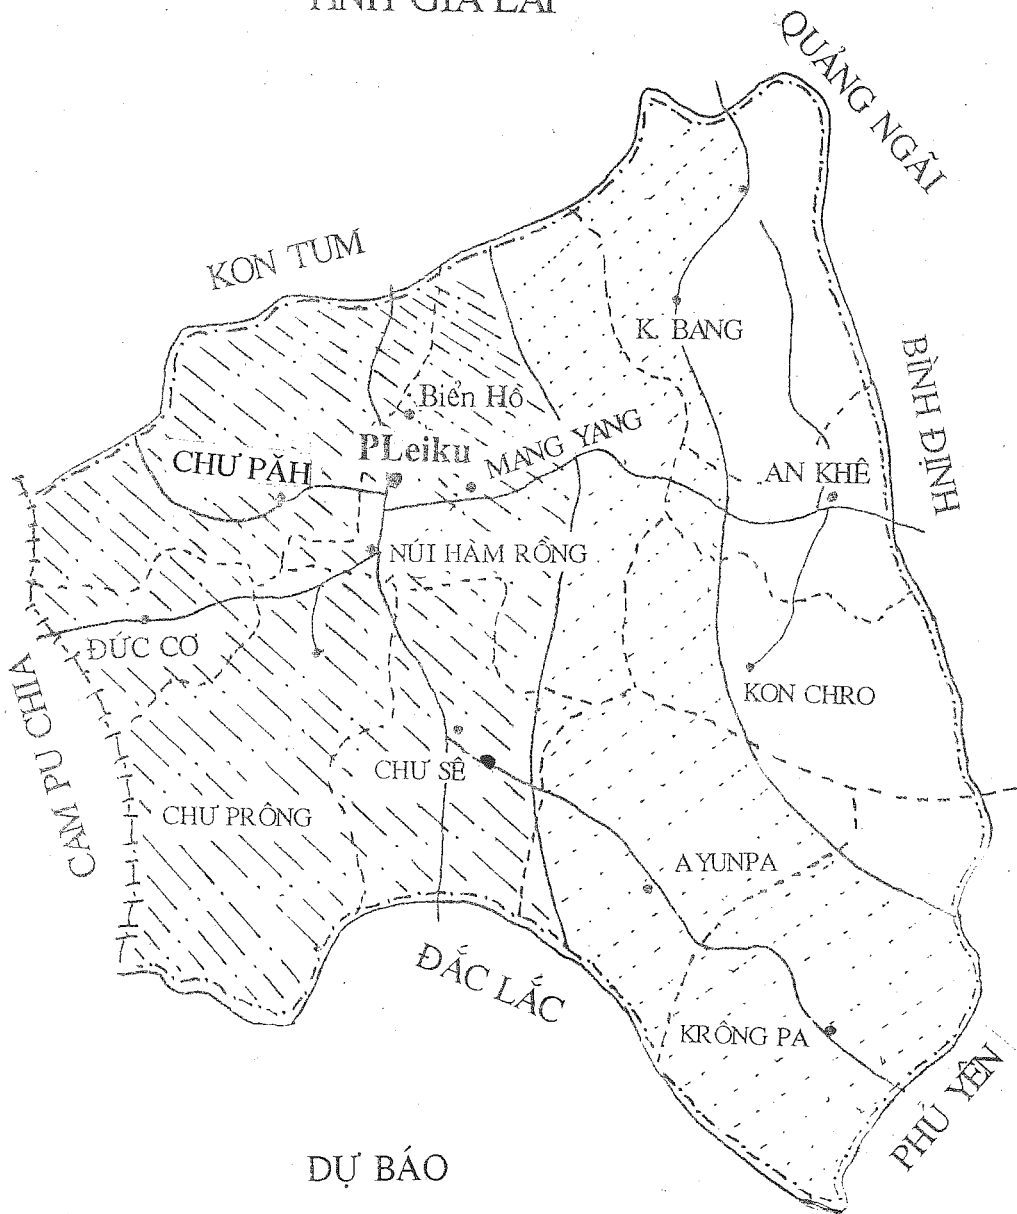 TỈNH GIA LAI
QUẢNG NGÃI
KON TUM
K. BANG
BÌNH ĐỊNH
Biển Hồ
PLeiku
MANG YANG
CHƯ PĂH
AN KHÊ
NÚI HÀM RỒNG
ĐỨC CƠ
CAM PU CHIA
KON CHRO
CHƯ SÊ
CHƯ PRÔNG
AYUNPA
ĐẮC LẮC
KRÔNG PA
PHÚ YÊN
DỰ BÁO